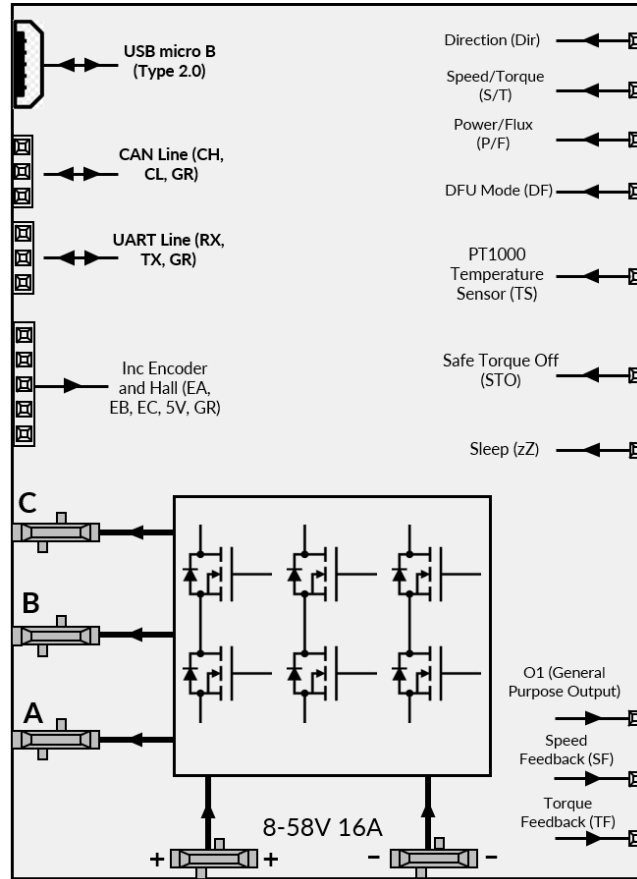 USB micro B
(Type 2.0)
CAN Line (CH,
CL, GR)
UART Line (RX,
TX, GR)
Inc Encoder
and Hall (EA,
EB, EC, 5V, GR)
Direction (Dir)
Speed/Torque
(S/T)
Power/Flux
(P/F)
DFU Mode (DF)
PT1000
Temperature
Sensor (TS)
Safe Torque Off
(STO)
Sleep (zZ)
C
B
A
O1 (General
Purpose Output)
Speed
Feedback (SF)
Torque
Feedback (TF)
8-58V 16A
+ +
- -